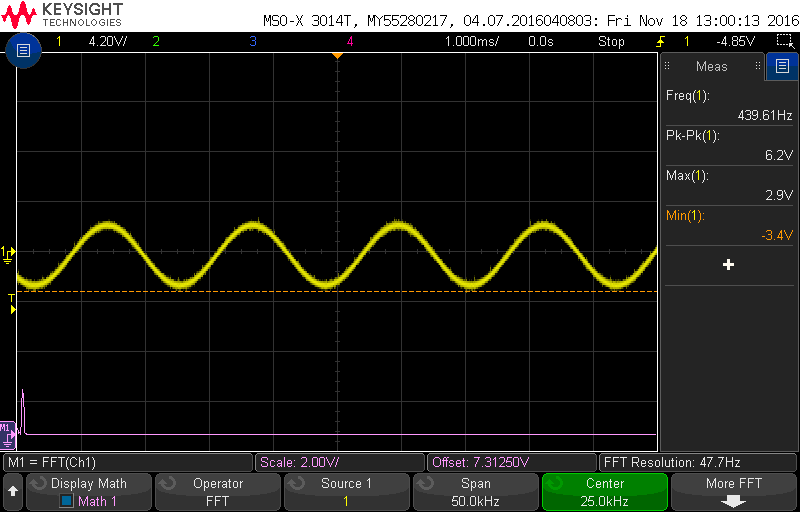 KEYSIGHT
TECHNOLOGIES
MSO-X 3014T, MY55280217, 04.07.2016040803: Fri Nov 18 13:00:13 2016
1 4.20V/ 2 3 4 1.000ms/ 0.0s Stop 1 -4.85V
Meas
Freq(1):
439.61Hz
Pk-Pk(1):
6.2V
Max(1):
2.9V
Min(1):
-3.4V
+
1
T
M1
M1 = FFT(Ch1) Scale: 2.00V/ Offset: 7.31250V FFT Resolution: 47.7Hz
Display Math Operator Source 1 Span Center More FFT
Math 1 FFT 1 50.0kHz 25.0kHz